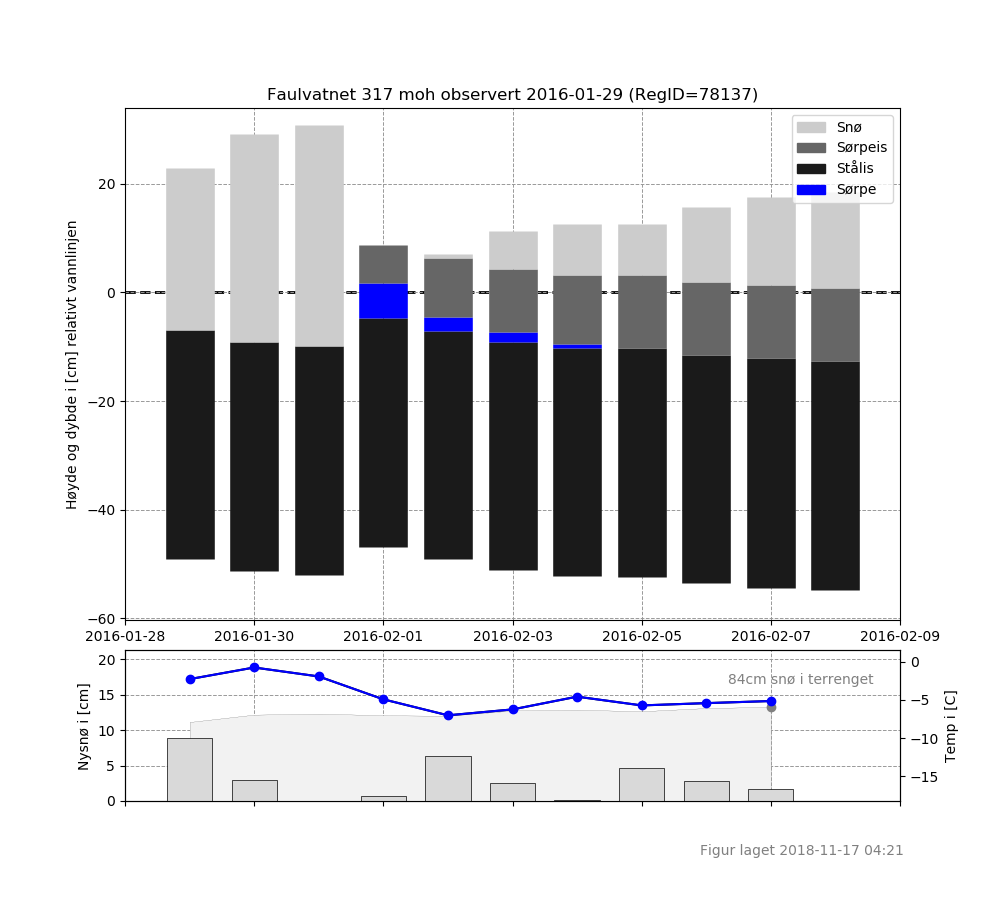 Faulvatnet 317 moh observert 2016-01-29 (RegID=78137)
Snø
Sørpeis
Stålis
Sørpe
Høyde og dybde i [cm] relativt vannlinjen
20
0
−20
−40
−60
2016-01-28 2016-01-30 2016-02-01 2016-02-03 2016-02-05 2016-02-07 2016-02-09
Nysnø i [cm]
20
15
10
5
0
84cm snø i terrenget
0
−5
−10
−15
Temp i [C]
Figur laget 2018-11-17 04:21